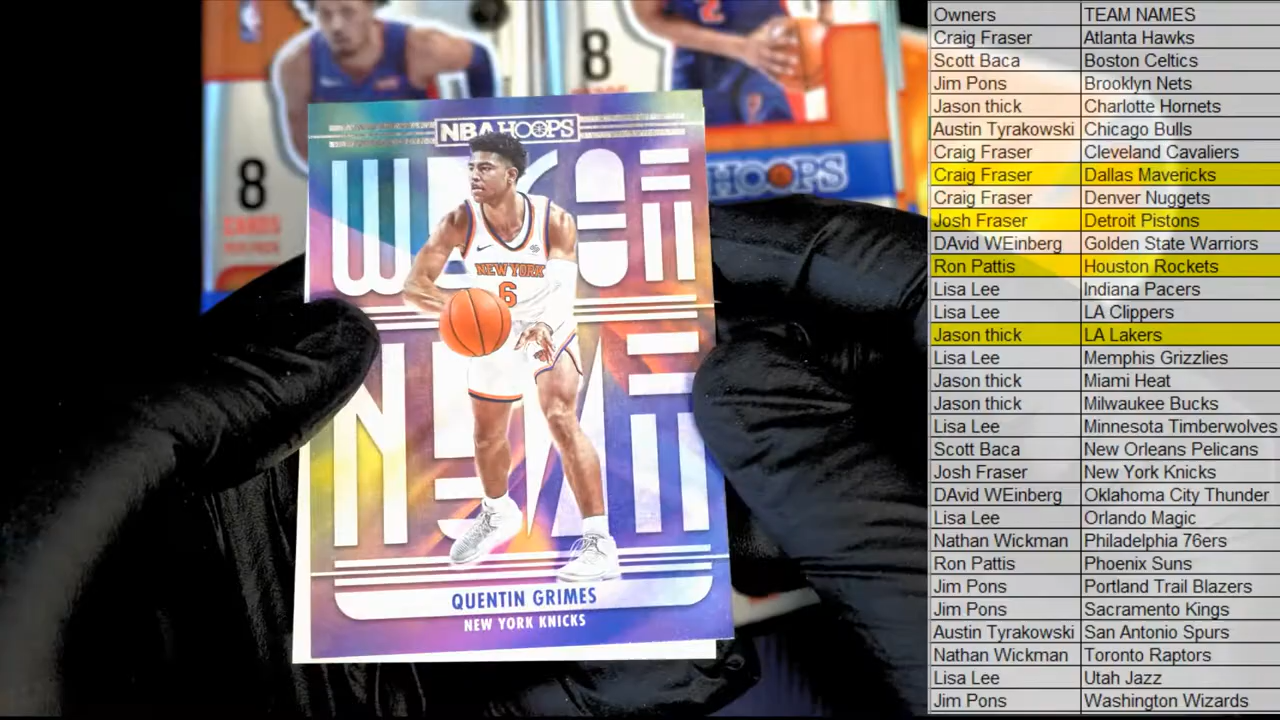 8
CARDS
8
2
HOOPS
NBA HOOPS
NEW YORK
6
QUENTIN GRIMES
NEW YORK KNICKS
Owners TEAM NAMES
Craig Fraser Atlanta Hawks
Scott Baca Boston Celtics
Jim Pons Brooklyn Nets
Jason thick Charlotte Hornets
Austin Tyrakowski Chicago Bulls
Craig Fraser Cleveland Cavaliers
Craig Fraser Dallas Mavericks
Craig Fraser Denver Nuggets
Josh Fraser Detroit Pistons
DAvid WEinberg Golden State Warriors
Ron Pattis Houston Rockets
Lisa Lee Indiana Pacers
Lisa Lee LA Clippers
Jason thick LA Lakers
Lisa Lee Memphis Grizzlies
Jason thick Miami Heat
Jason thick Milwaukee Bucks
Lisa Lee Minnesota Timberwolves
Scott Baca New Orleans Pelicans
Josh Fraser New York Knicks
DAvid WEinberg Oklahoma City Thunder
Lisa Lee Orlando Magic
Nathan Wickman Philadelphia 76ers
Ron Pattis Phoenix Suns
Jim Pons Portland Trail Blazers
Jim Pons Sacramento Kings
Austin Tyrakowski San Antonio Spurs
Nathan Wickman Toronto Raptors
Lisa Lee Utah Jazz
Jim Pons Washington Wizards